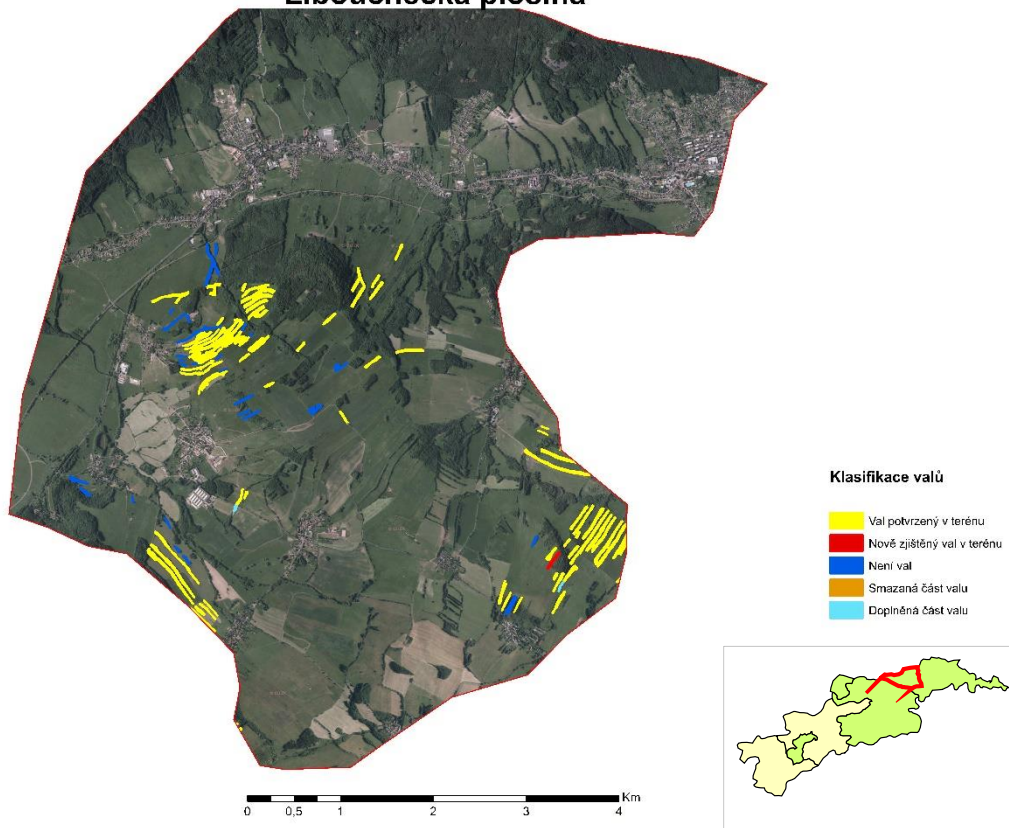 Klasifikace valů
Val potvrzený v terénu
Nově zjištěný val v terénu
Není val
Smazaná část valu
Doplněná část valu
Km
0 0,5 1 2 3 4